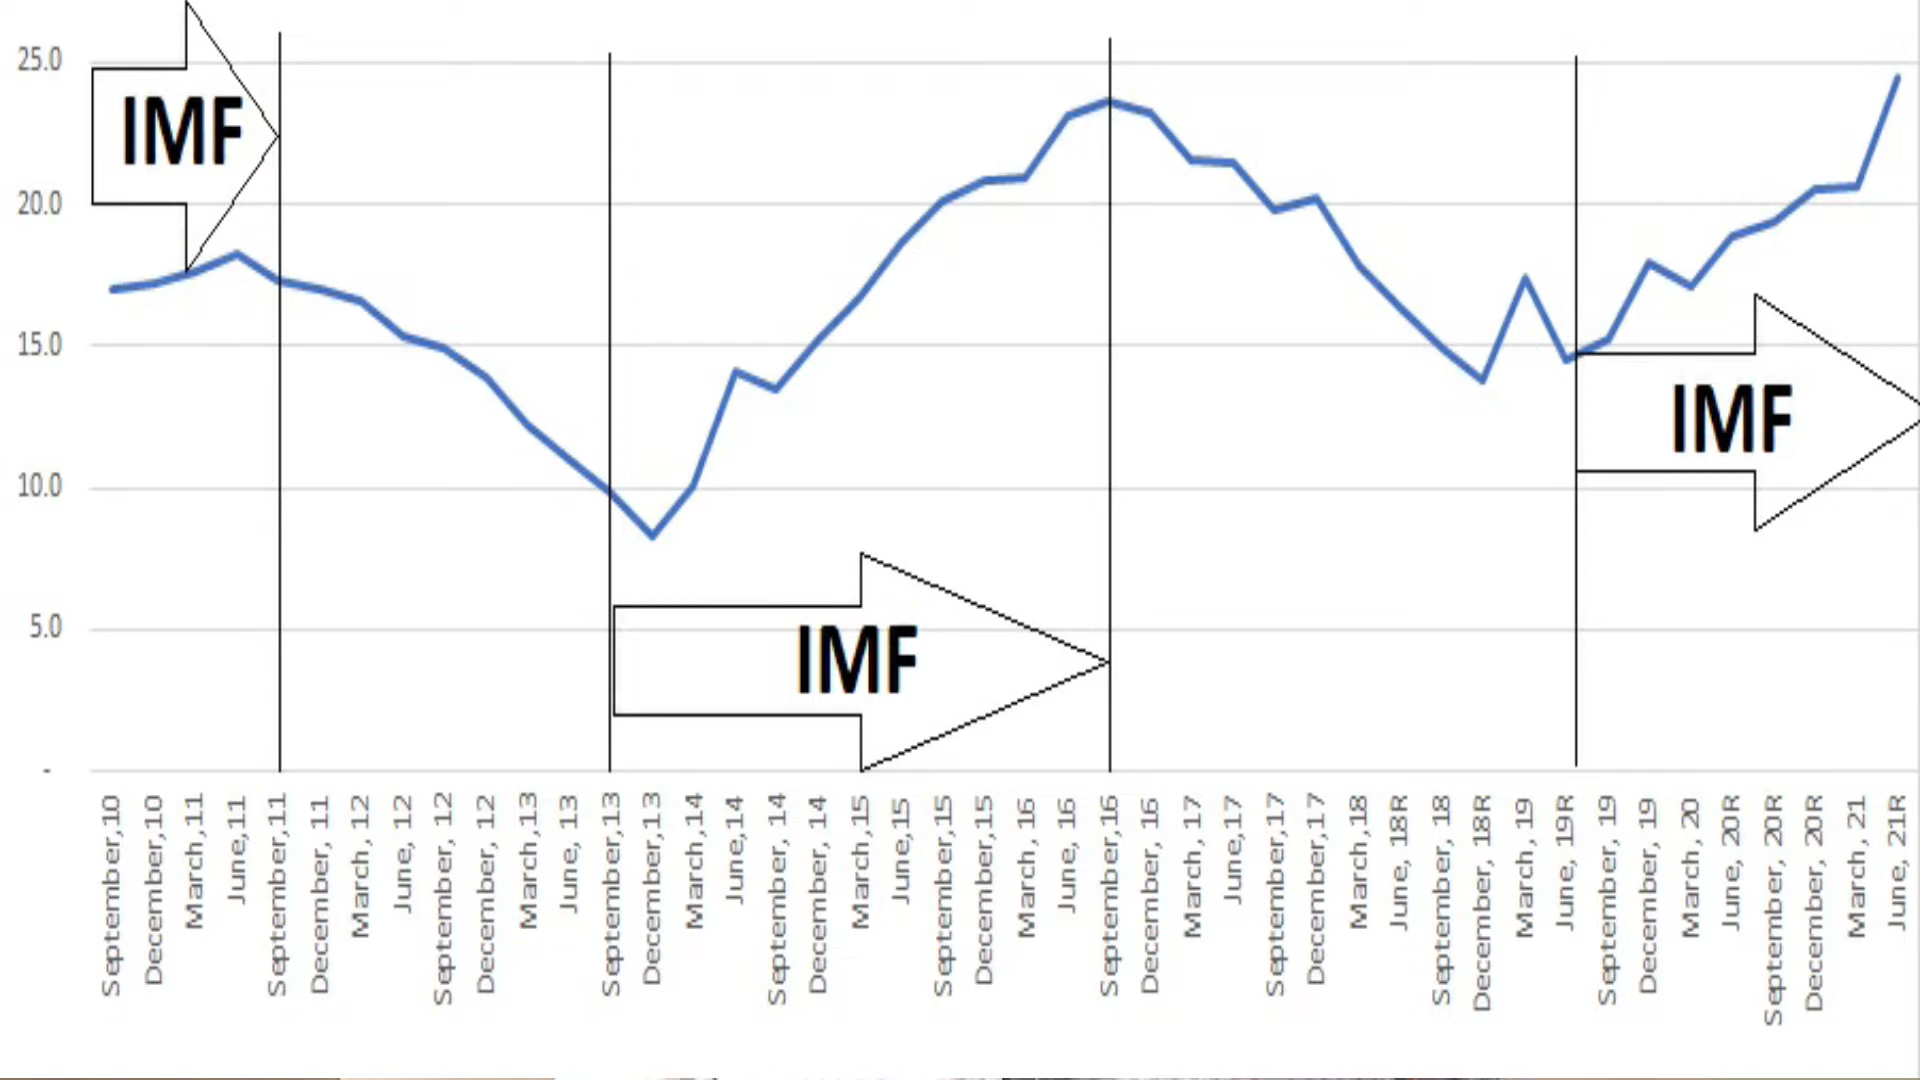 25.0
20.0
15.0
10.0
5.0
-
IMF
IMF
IMF
September,10
December,10
March,11
June,11
September,11
December, 11
March, 12
June, 12
September, 12
December, 12
March,13
June, 13
September,13
December,13
March,14
June,14
September, 14
December, 14
March,15
June,15
September,15
December,15
March, 16
June, 16
September,16
December, 16
March, 17
June,17
September,17
December,17
March,18
June, 18R
September, 18
December, 18R
March, 19
June, 19R
September, 19
December, 19
March, 20
June, 20R
September, 20R
December, 20R
March, 21
June, 21R